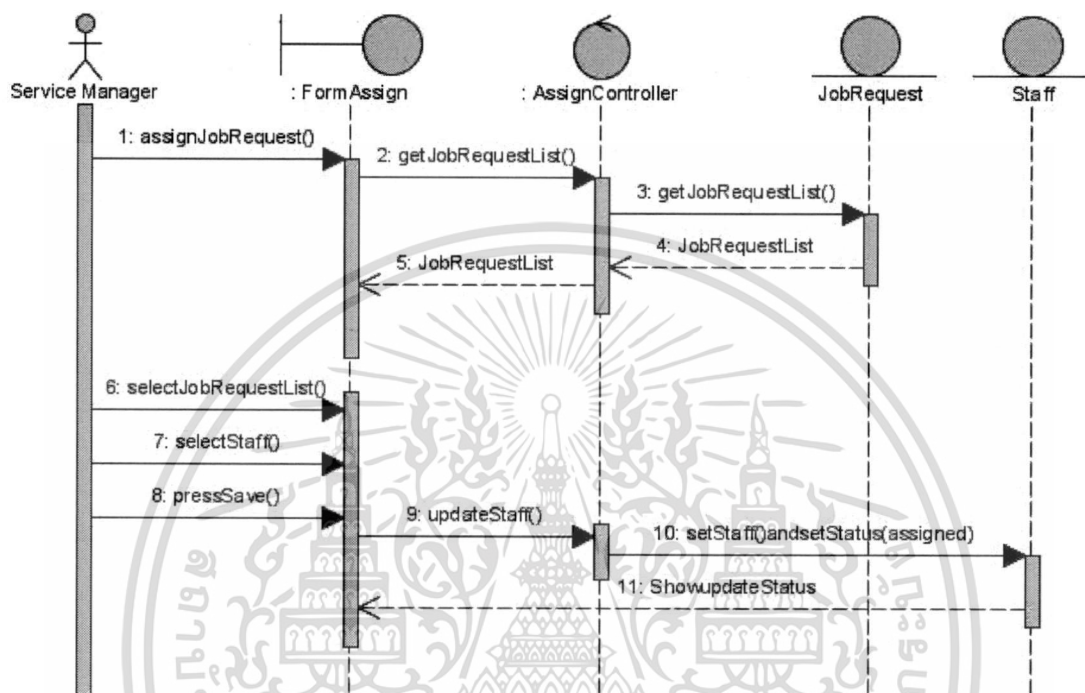 Service Manager
: FormAssign
: AssignController
JobRequest
Staff
1: assignJobRequest()
2: getJobRequestList()
3: getJobRequestList()
4: JobRequestList
5: JobRequestList
6: selectJobRequestList()
7: selectStaff()
8: pressSave()
9: updateStaff()
10: setStaff()andsetStatus(assigned)
11: ShowupdateStatus